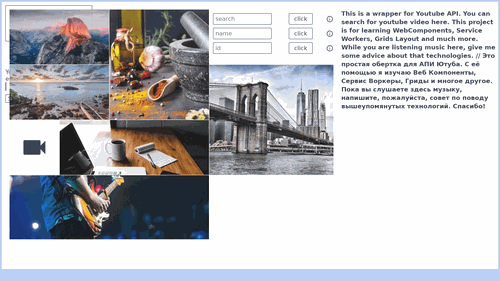 search
click
name
click
id
click
This is a wrapper for Youtube API. You can
search for youtube video here. This project
is for learning WebComponents, Service
Workers, Grids Layout and much more.
While you are listening music here, give me
some advice about that technologies. // Это
простая обертка для АПИ Ютуба. С её
помощью я изучаю Веб Компоненты,
Сервис Воркеры, Гриды и многое другое.
Пока вы слушаете здесь музыку,
напишите, пожалуйста, совет по поводу
вышеупомянутых технологий. Спасибо!